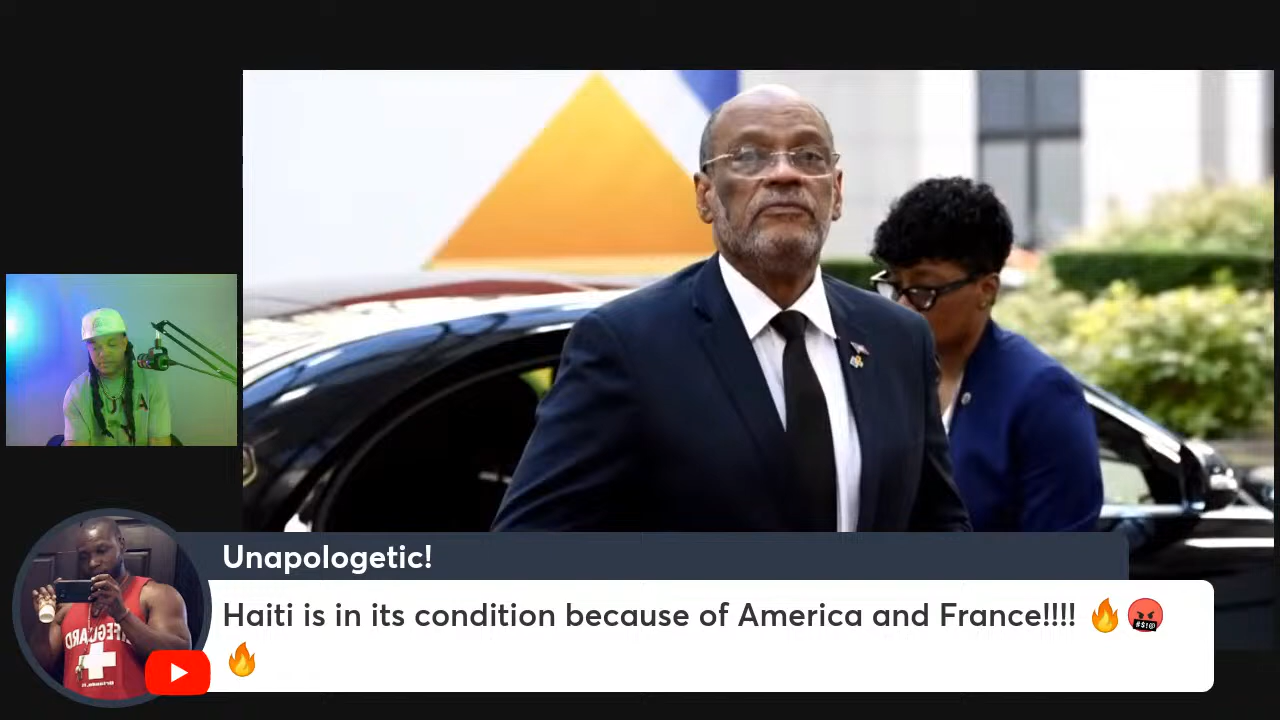 Unapologetic!
Haiti is in its condition because of America and France!!!! 🔥🤬
🔥